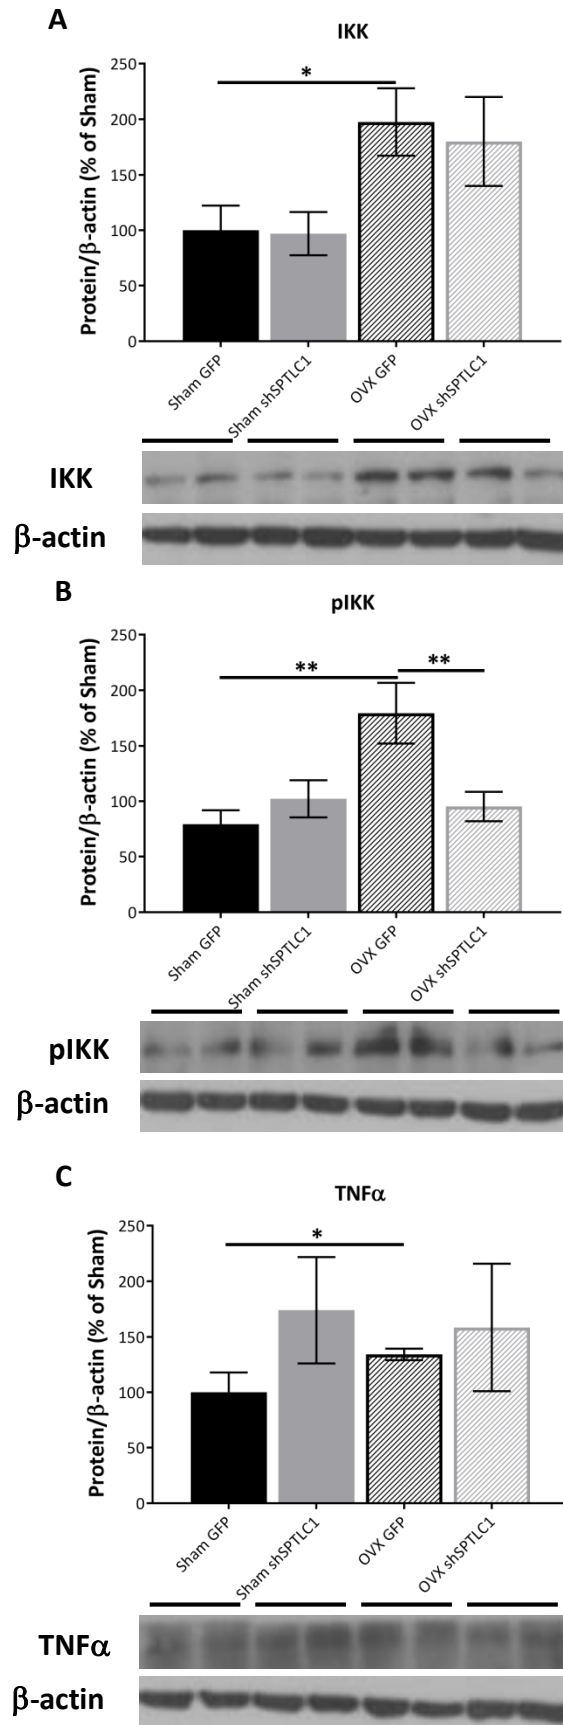 A
IKK
Protein/β-actin (% of Sham)
250
200
150
100
50
0
*
Sham GFP
Sham shSPTLC1
OVX GFP
OVX shSPTLC1
IKK
β-actin
B
pIKK
Protein/β-actin (% of Sham)
250
200
150
100
50
0
**
**
Sham GFP
Sham shSPTLC1
OVX GFP
OVX shSPTLC1
pIKK
β-actin
C
TNFα
Protein/β-actin (% of Sham)
250
200
150
100
50
0
*
Sham GFP
Sham shSPTLC1
OVX GFP
OVX shSPTLC1
TNFα
β-actin